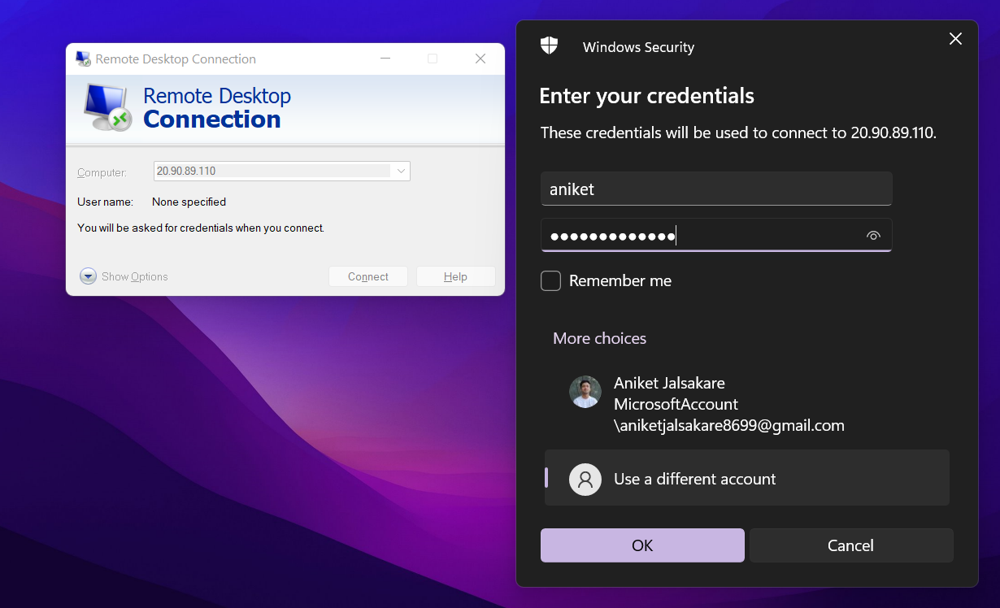 Remote Desktop Connection
Remote Desktop
Connection
Computer:
20.90.89.110
User name: None specified
You will be asked for credentials when you connect.
Show Options
Connect
Help
Windows Security
Enter your credentials
These credentials will be used to connect to 20.90.89.110.
aniket
●●●●●●●●●●●●●
Remember me
More choices
Aniket Jalsakare
MicrosoftAccount
\aniketjalsakare8699@gmail.com
Use a different account
OK
Cancel